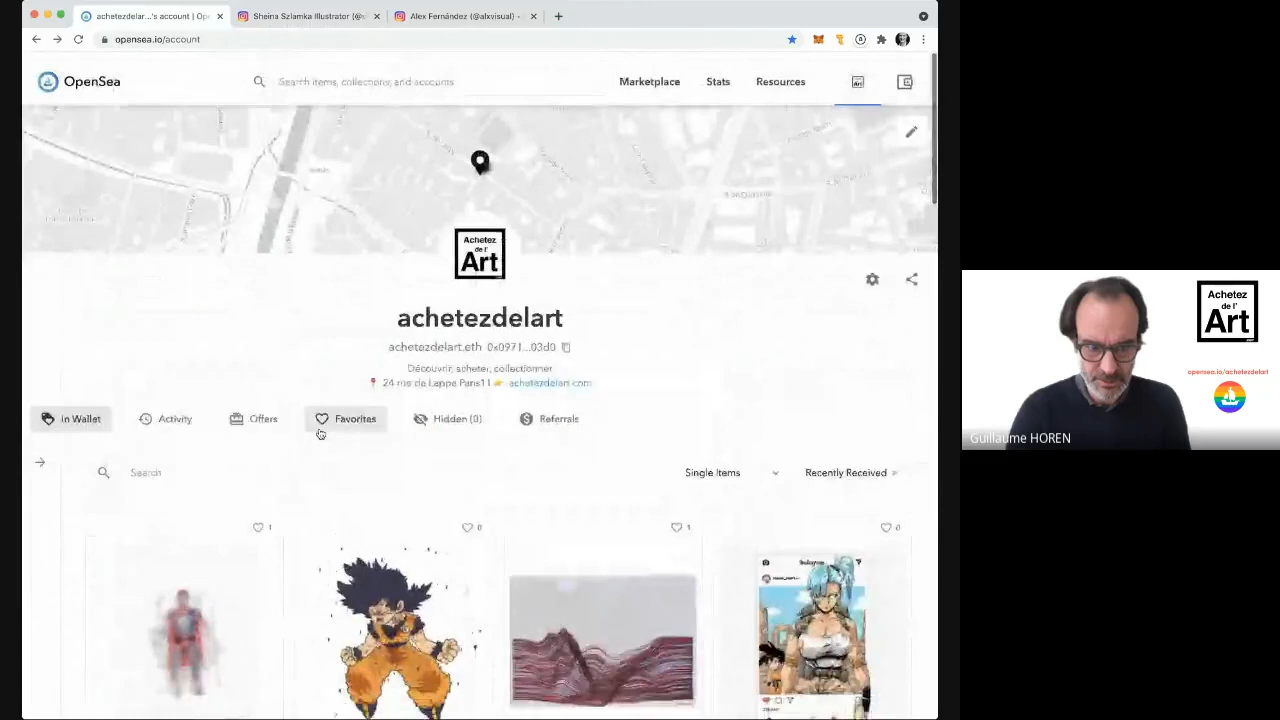 achetezdelar...'s account | Op
Sheina Szlamka Illustrator (@s
Alex Fernández (@alxvisual) -
opensea.io/account
OpenSea
Search items, collections, and accounts
Marketplace
Stats
Resources
Achetez
de l'
Art
achetezdelart
achetezdelart.eth 0x0971...03d0
Découvrir, acheter, collectionner
24 rue de Lappe Paris11 achetezdelart.com
In Wallet
Activity
Offers
Favorites
Hidden (0)
Referrals
Search
Single Items
Recently Received
1
0
1
0
Instagram
Achetez
de l'
Art
opensea.io/achetezdelart
Guillaume HOREN